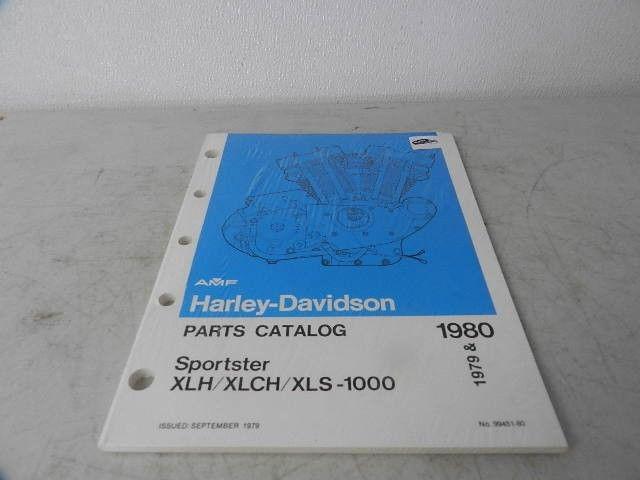 AMF
Harley-Davidson
PARTS CATALOG
1980
1979 &
Sportster
XLH/XLCH/XLS-1000
ISSUED: SEPTEMBER 1979
No. 99451-80